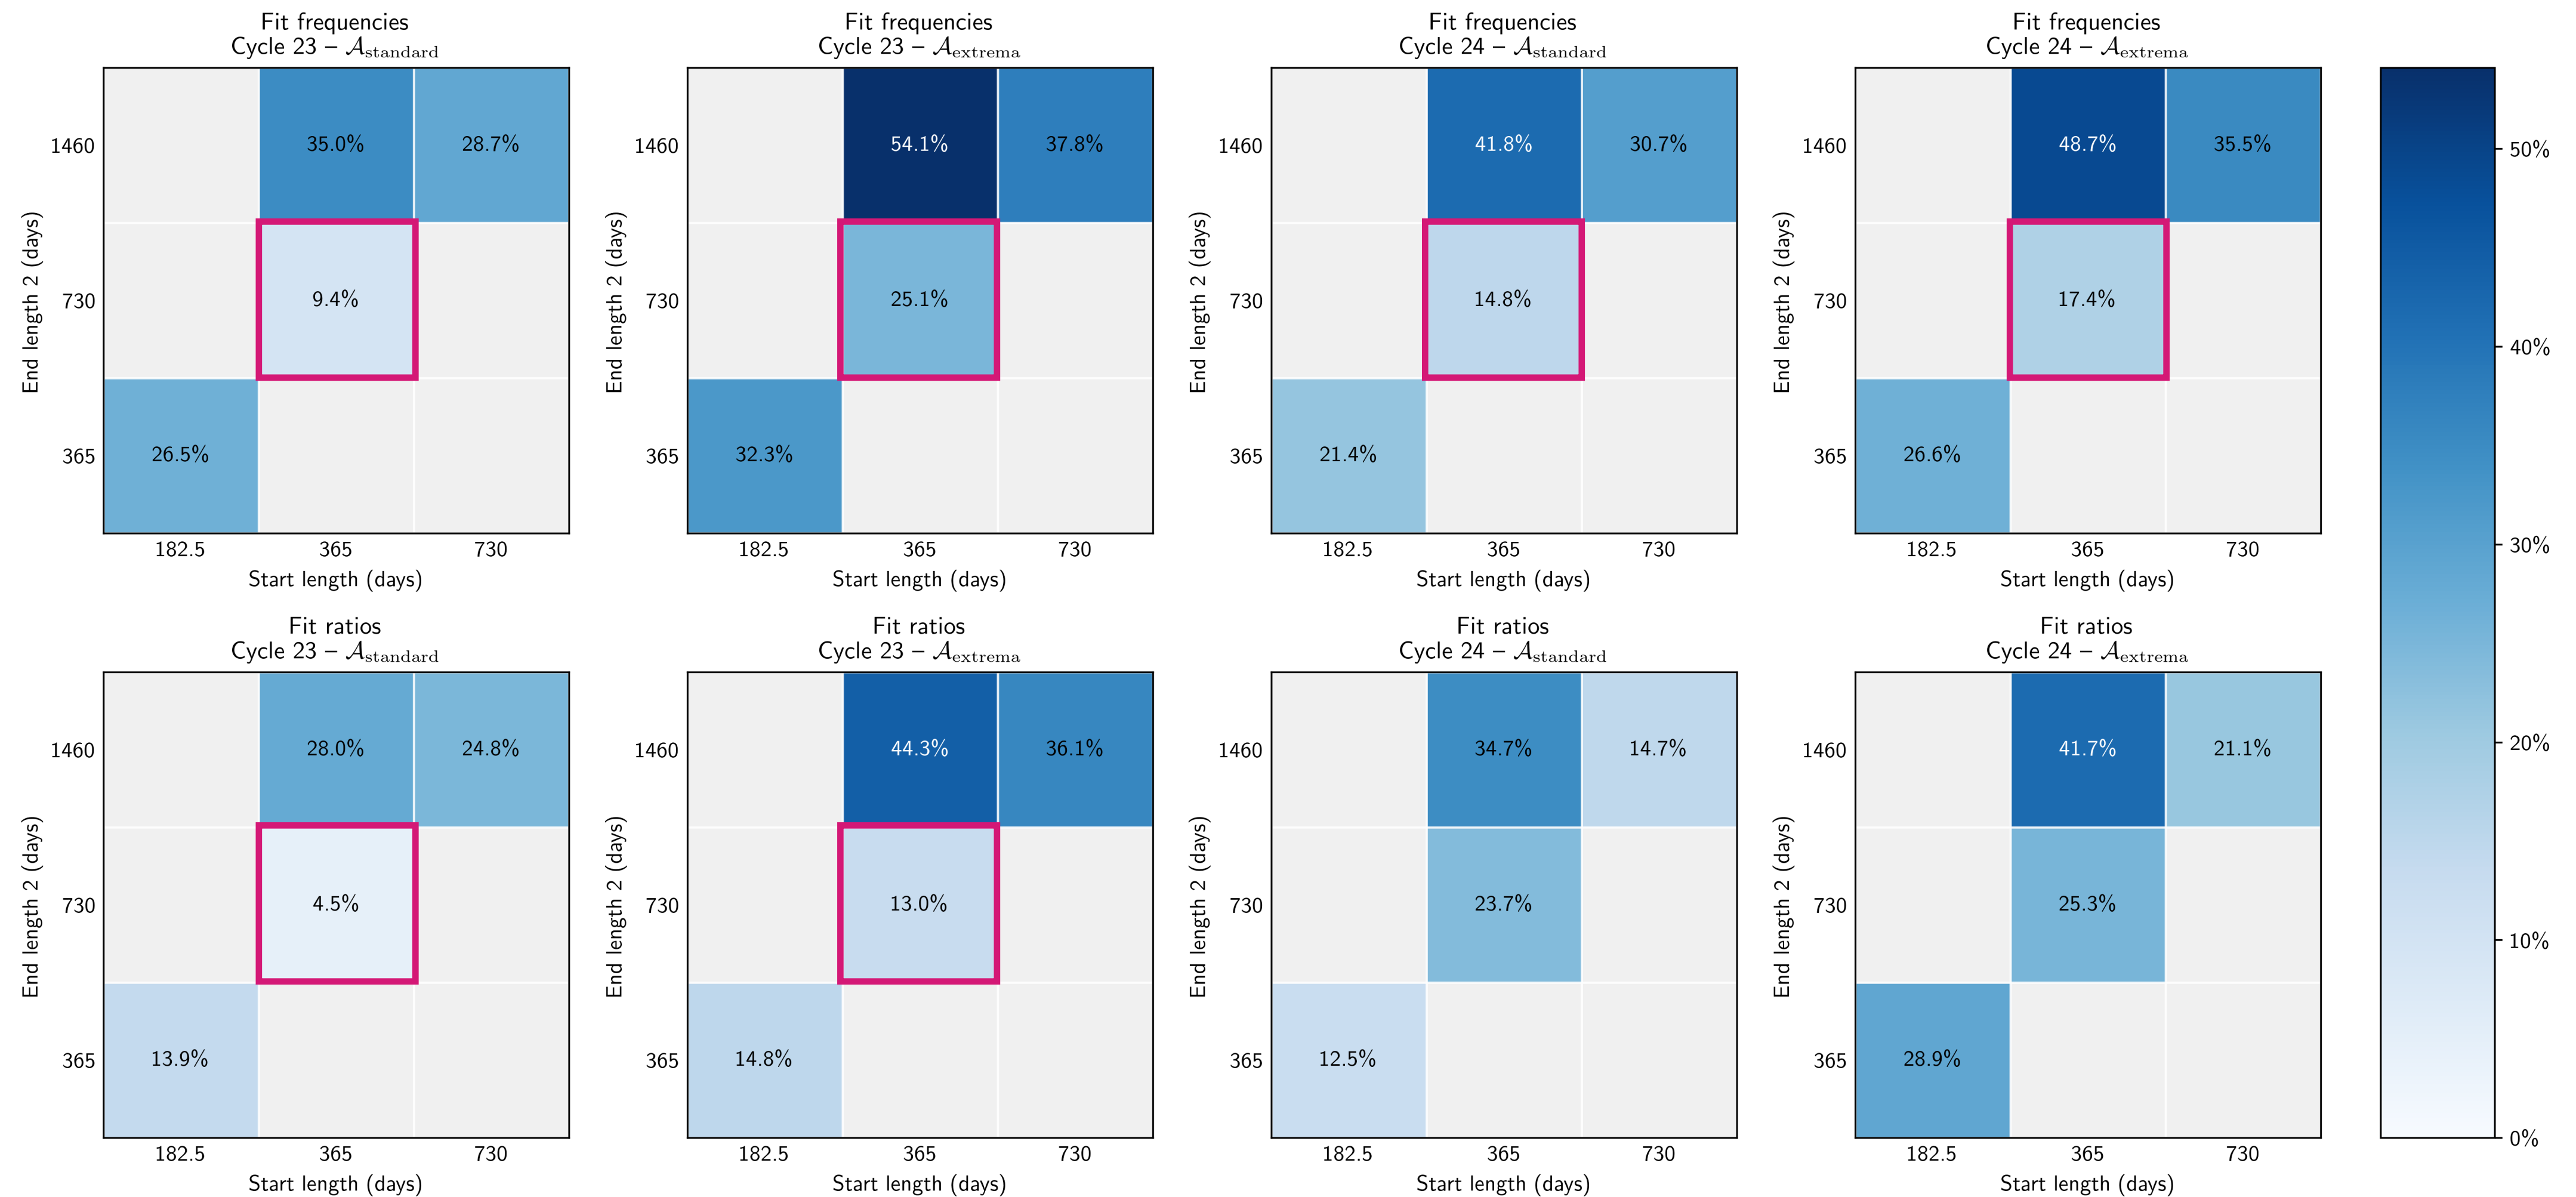 Fit frequencies
Cycle 23 – 𝒜standard
1460
730
365
End length 2 (days)
35.0%
28.7%
9.4%
26.5%
182.5
365
730
Start length (days)
Fit frequencies
Cycle 23 – 𝒜extrema
1460
730
365
End length 2 (days)
54.1%
37.8%
25.1%
32.3%
182.5
365
730
Start length (days)
Fit frequencies
Cycle 24 – 𝒜standard
1460
730
365
End length 2 (days)
41.8%
30.7%
14.8%
21.4%
182.5
365
730
Start length (days)
Fit frequencies
Cycle 24 – 𝒜extrema
1460
730
365
End length 2 (days)
48.7%
35.5%
17.4%
26.6%
182.5
365
730
Start length (days)
Fit ratios
Cycle 23 – 𝒜standard
1460
730
365
End length 2 (days)
28.0%
24.8%
4.5%
13.9%
182.5
365
730
Start length (days)
Fit ratios
Cycle 23 – 𝒜extrema
1460
730
365
End length 2 (days)
44.3%
36.1%
13.0%
14.8%
182.5
365
730
Start length (days)
Fit ratios
Cycle 24 – 𝒜standard
1460
730
365
End length 2 (days)
34.7%
14.7%
23.7%
12.5%
182.5
365
730
Start length (days)
Fit ratios
Cycle 24 – 𝒜extrema
1460
730
365
End length 2 (days)
41.7%
21.1%
25.3%
28.9%
182.5
365
730
Start length (days)
50%
40%
30%
20%
10%
0%